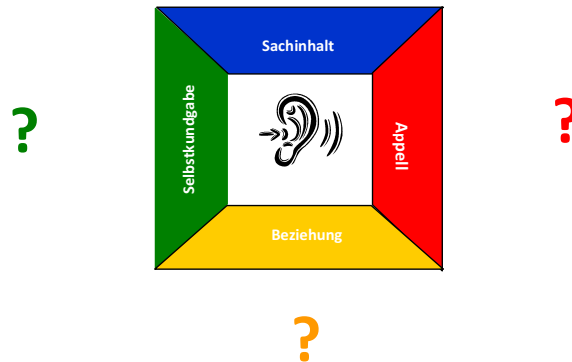 Sachinhalt
Selbstkundgabe
Appell
Beziehung
?
?
?